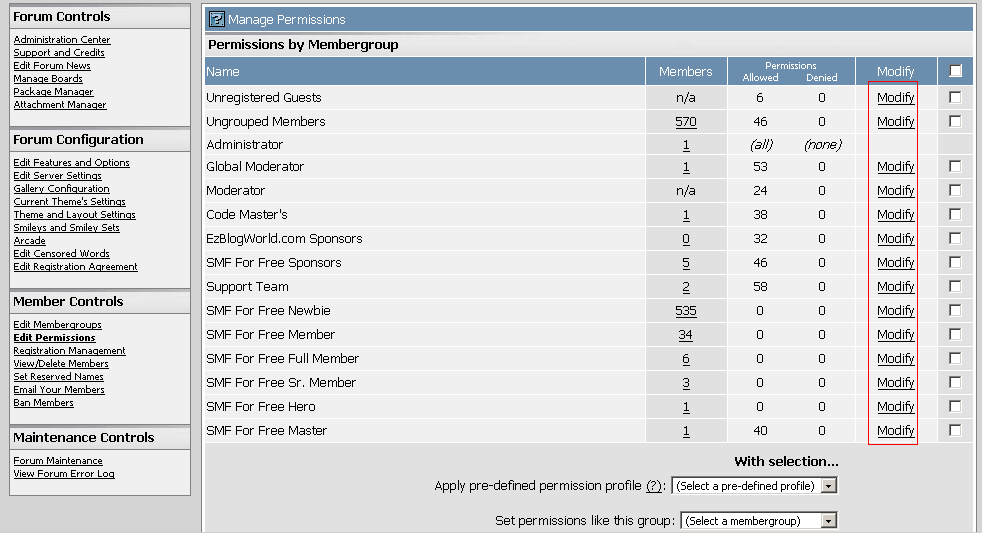 Forum Controls
Administration Center
Support and Credits
Edit Forum News
Manage Boards
Package Manager
Attachment Manager
Forum Configuration
Edit Features and Options
Edit Server Settings
Gallery Configuration
Current Theme's Settings
Theme and Layout Settings
Smileys and Smiley Sets
Arcade
Edit Censored Words
Edit Registration Agreement
Member Controls
Edit Membergroups
Edit Permissions
Registration Management
View/Delete Members
Set Reserved Names
Email Your Members
Ban Members
Maintenance Controls
Forum Maintenance
View Forum Error Log
? Manage Permissions
Permissions by Membergroup
Name Members Permissions Modify
Allowed Denied
Unregistered Guests n/a 6 0 Modify
Ungrouped Members 570 46 0 Modify
Administrator 1 (all) (none)
Global Moderator 1 53 0 Modify
Moderator n/a 24 0 Modify
Code Master's 1 38 0 Modify
EzBlogWorld.com Sponsors 0 32 0 Modify
SMF For Free Sponsors 5 46 0 Modify
Support Team 2 58 0 Modify
SMF For Free Newbie 535 0 0 Modify
SMF For Free Member 34 0 0 Modify
SMF For Free Full Member 6 0 0 Modify
SMF For Free Sr. Member 3 0 0 Modify
SMF For Free Hero 1 0 0 Modify
SMF For Free Master 1 40 0 Modify
With selection...
Apply pre-defined permission profile (?): (Select a pre-defined profile)
Set permissions like this group: (Select a membergroup)